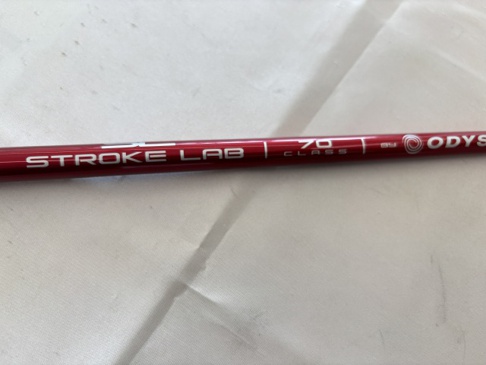 STROKE LAB | 70 CLASS | ODYS